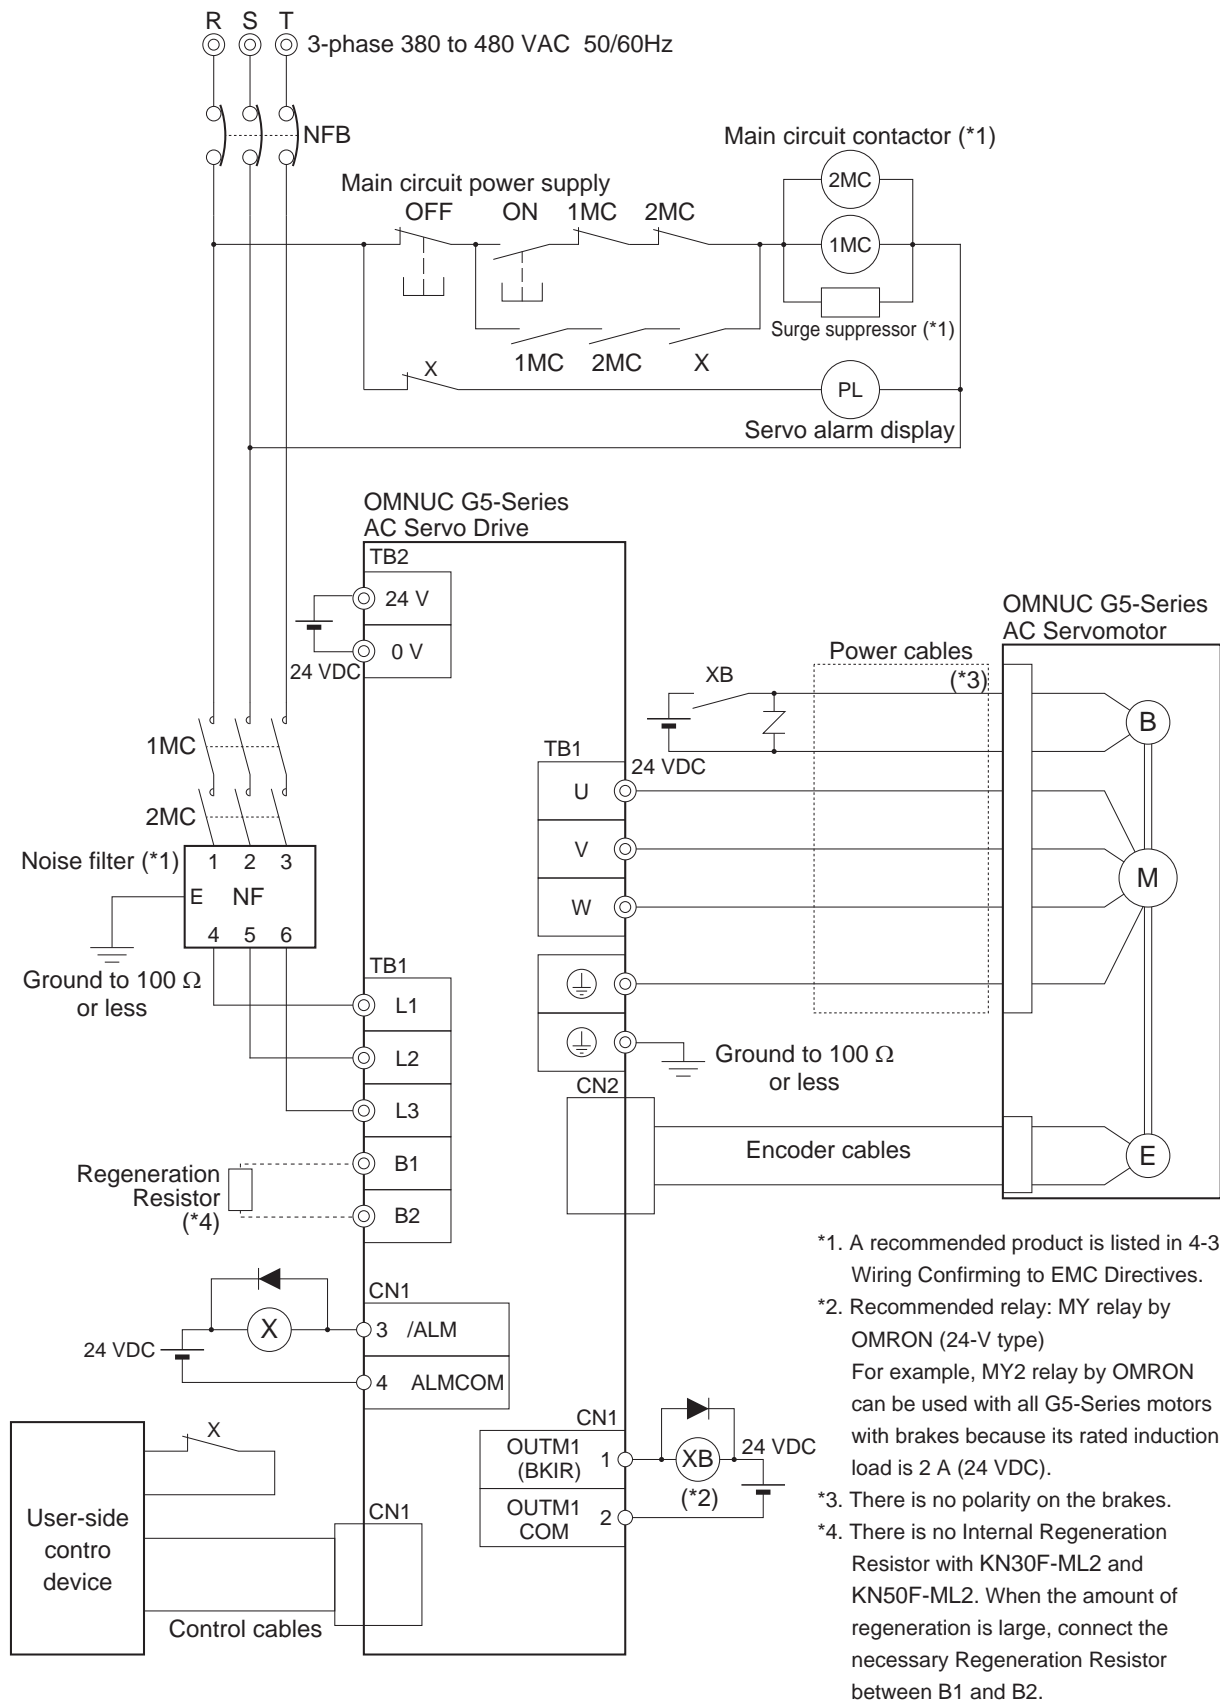 R S T
3-phase 380 to 480 VAC 50/60Hz
NFB
Main circuit contactor (*1)
Main circuit power supply
2MC
OFF ON 1MC 2MC
1MC
Surge suppressor (*1)
1MC 2MC X
X
PL
Servo alarm display
OMNUC G5-Series
AC Servo Drive
TB2
24 V
0 V
24 VDC
OMNUC G5-Series
AC Servomotor
Power cables
(*3)
XB
B
24 VDC
1MC
TB1
U
2MC
V
M
W
Noise filter (*1)
1 2 3
E NF
4 5 6
Ground to 100 Ω
or less
TB1
L1
L2
L3
Ground to 100 Ω
or less
CN2
Encoder cables
E
B1
B2
Regeneration
Resistor
(*4)
CN1
X
3 /ALM
24 VDC
4 ALMCOM
CN1
OUTM1
(BKIR)
1
XB
24 VDC
(*2)
OUTM1
COM
2
X
User-side
contro
device
CN1
Control cables
*1. A recommended product is listed in 4-3
Wiring Confirming to EMC Directives.
*2. Recommended relay: MY relay by
OMRON (24-V type)
For example, MY2 relay by OMRON
can be used with all G5-Series motors
with brakes because its rated induction
load is 2 A (24 VDC).
*3. There is no polarity on the brakes.
*4. There is no Internal Regeneration
Resistor with KN30F-ML2 and
KN50F-ML2. When the amount of
regeneration is large, connect the
necessary Regeneration Resistor
between B1 and B2.